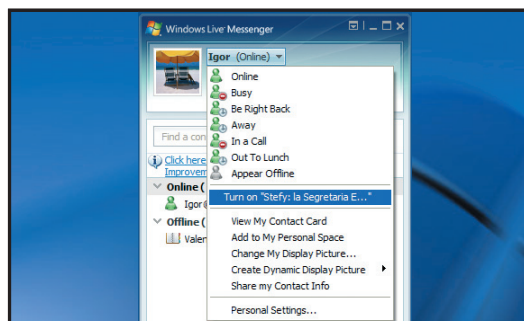 Windows Live Messenger
Igor (Online)
Online
Busy
Be Right Back
Away
Find a con
In a Call
Click here
Out To Lunch
Improvem
Appear Offline
Online (
Turn on "Stefy: la Segretaria E..."
Igor
Offline (
View My Contact Card
Valen
Add to My Personal Space
Change My Display Picture...
Create Dynamic Display Picture
Share my Contact Info
Personal Settings...